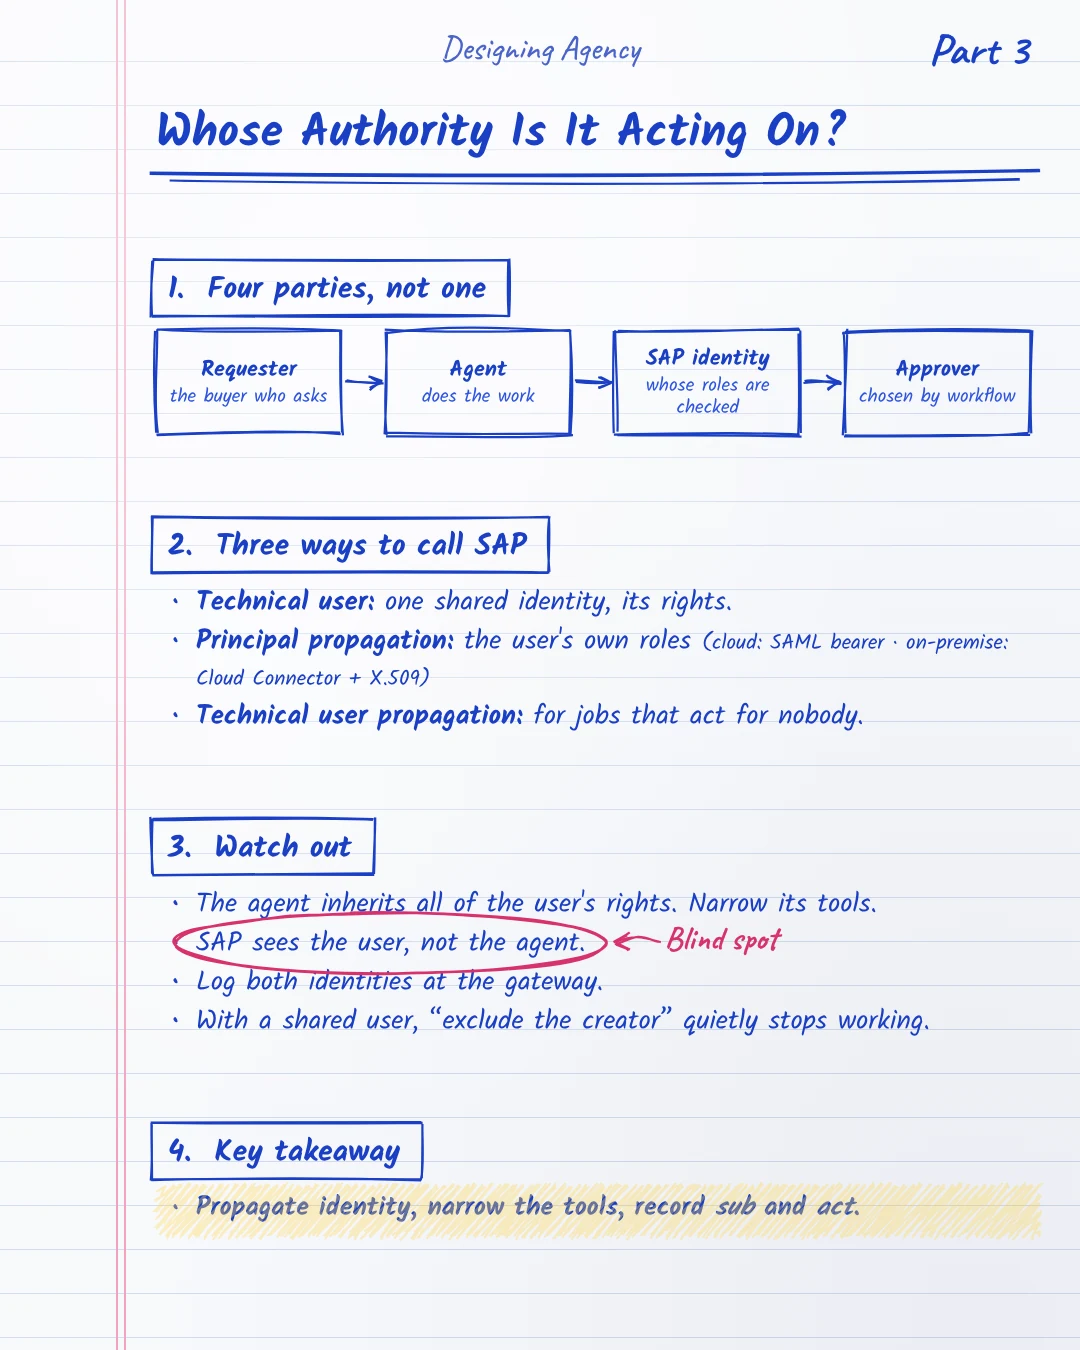 Designing Agency
Part 3
Whose Authority Is It Acting On?
1. Four parties, not one
Requester
the buyer who asks
Agent
does the work
SAP identity
whose roles are
checked
Approver
chosen by workflow
2. Three ways to call SAP
· Technical user: one shared identity, its rights.
· Principal propagation: the user's own roles (cloud: SAML bearer · on-premise:
Cloud Connector + X.509)
· Technical user propagation: for jobs that act for nobody.
3. Watch out
· The agent inherits all of the user's rights. Narrow its tools.
SAP sees the user, not the agent.
Blind spot
· Log both identities at the gateway.
· With a shared user, “exclude the creator” quietly stops working.
4. Key takeaway
· Propagate identity, narrow the tools, record sub and act.